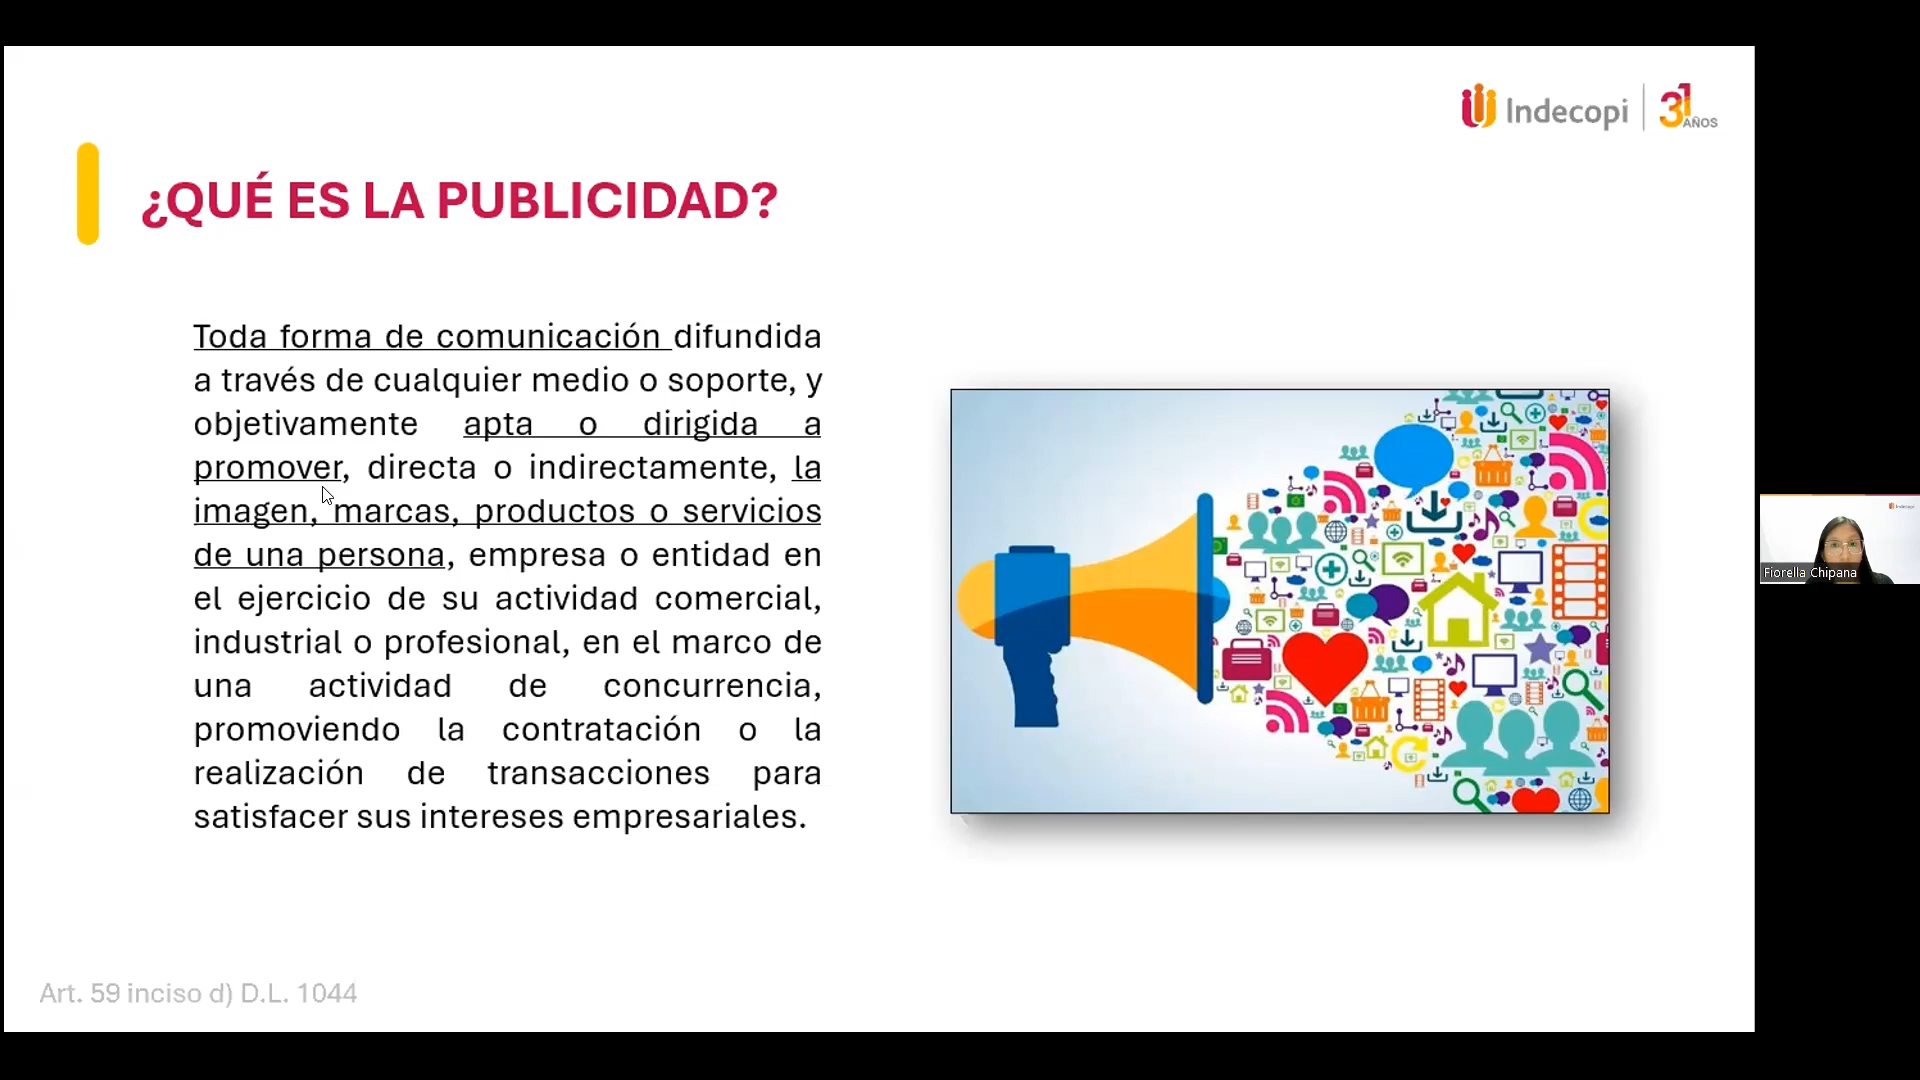 Indecopi
31 AÑOS
¿QUÉ ES LA PUBLICIDAD?
Toda forma de comunicación difundida
a través de cualquier medio o soporte, y
objetivamente apta o dirigida a
promover, directa o indirectamente, la
imagen, marcas, productos o servicios
de una persona, empresa o entidad en
el ejercicio de su actividad comercial,
industrial o profesional, en el marco de
una actividad de concurrencia,
promoviendo la contratación o la
realización de transacciones para
satisfacer sus intereses empresariales.
Indecopi
Fiorella Chipana
Art. 59 inciso d) D.L. 1044